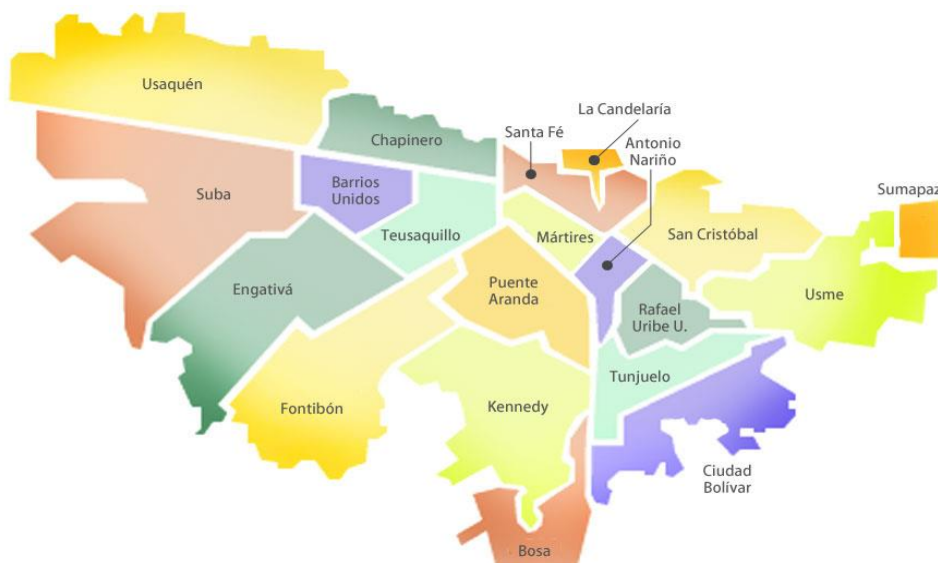 Usaquén
La Candelaría
Santa Fé
Antonio
Nariño
Chapinero
Sumapaz
Suba
Barrios
Unidos
Teusaquillo
Mártires
San Cristóbal
Engativá
Puente
Aranda
Usme
Rafael
Uribe U.
Tunjuelo
Fontibón
Kennedy
Ciudad
Bolívar
Bosa